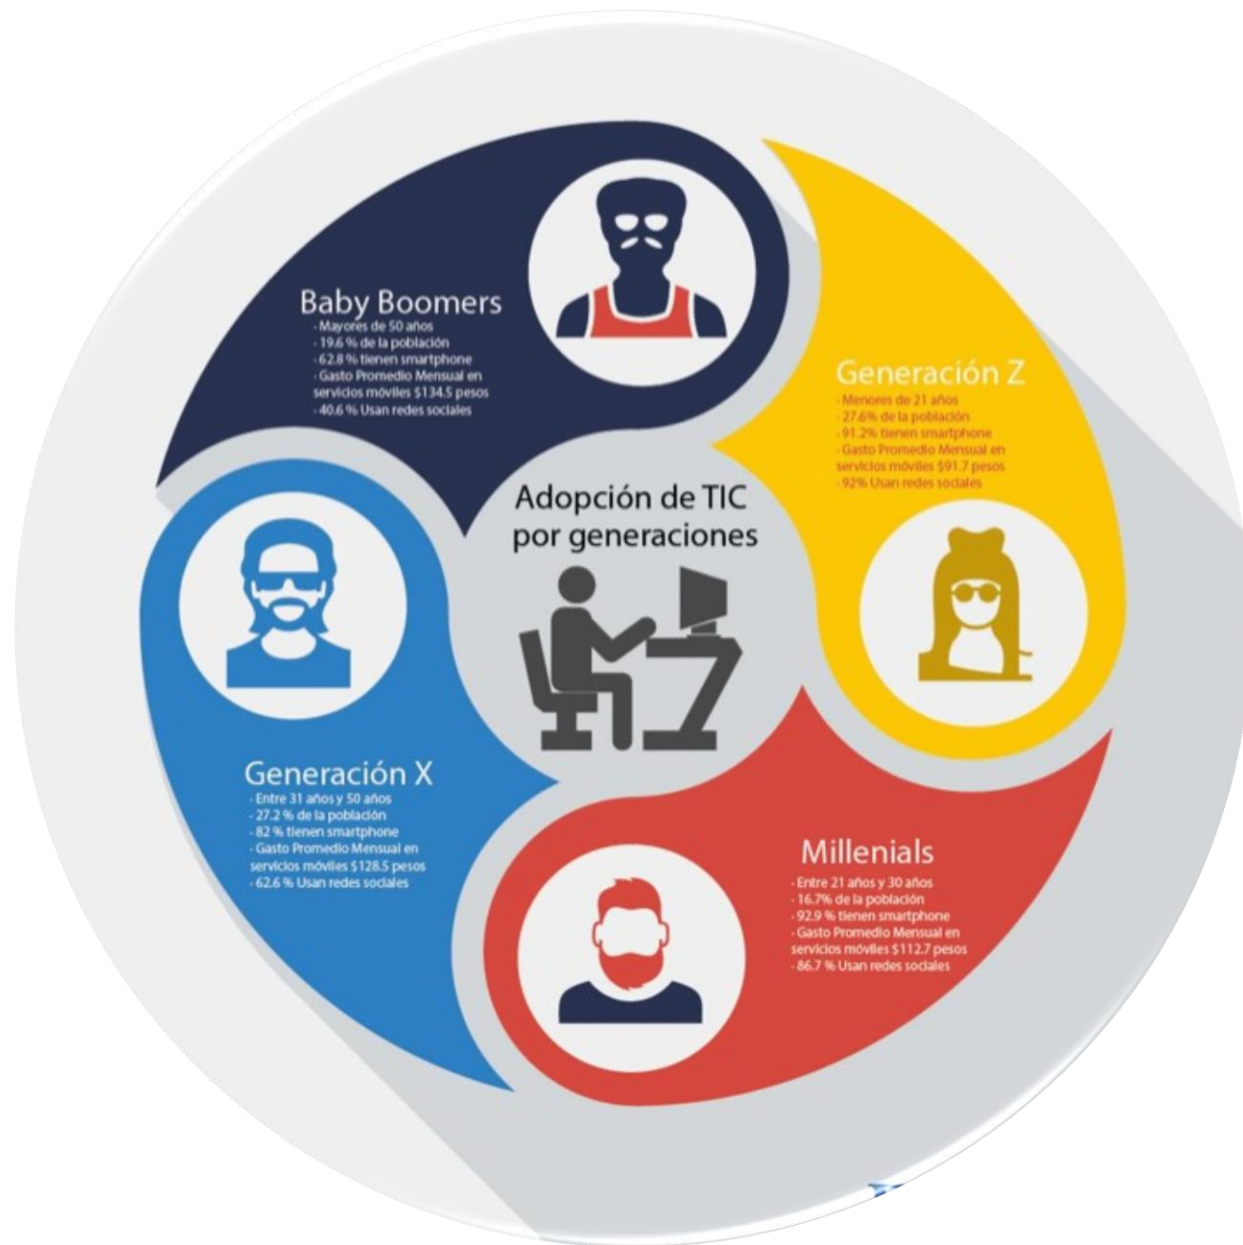 Baby Boomers
· Mayores de 50 años
· 19.6 % de la población
· 62.8 % tienen smartphone
· Gasto Promedio Mensual en
servicios móviles $134.5 pesos
· 40.6 % Usan redes sociales
Generación Z
· Menores de 21 años
· 27.6% de la población
· 91.2% tienen smartphone
· Gasto Promedio Mensual en
servicios móviles $91.7 pesos
· 92% Usan redes sociales
Adopción de TIC
por generaciones
Generación X
· Entre 31 años y 50 años
· 27.2 % de la población
· 82 % tienen smartphone
· Gasto Promedio Mensual en
servicios móviles $128.5 pesos
· 62.6 % Usan redes sociales
Millenials
· Entre 21 años y 30 años
· 16.7% de la población
· 92.9 % tienen smartphone
· Gasto Promedio Mensual en
servicios móviles $112.7 pesos
· 86.7 % Usan redes sociales